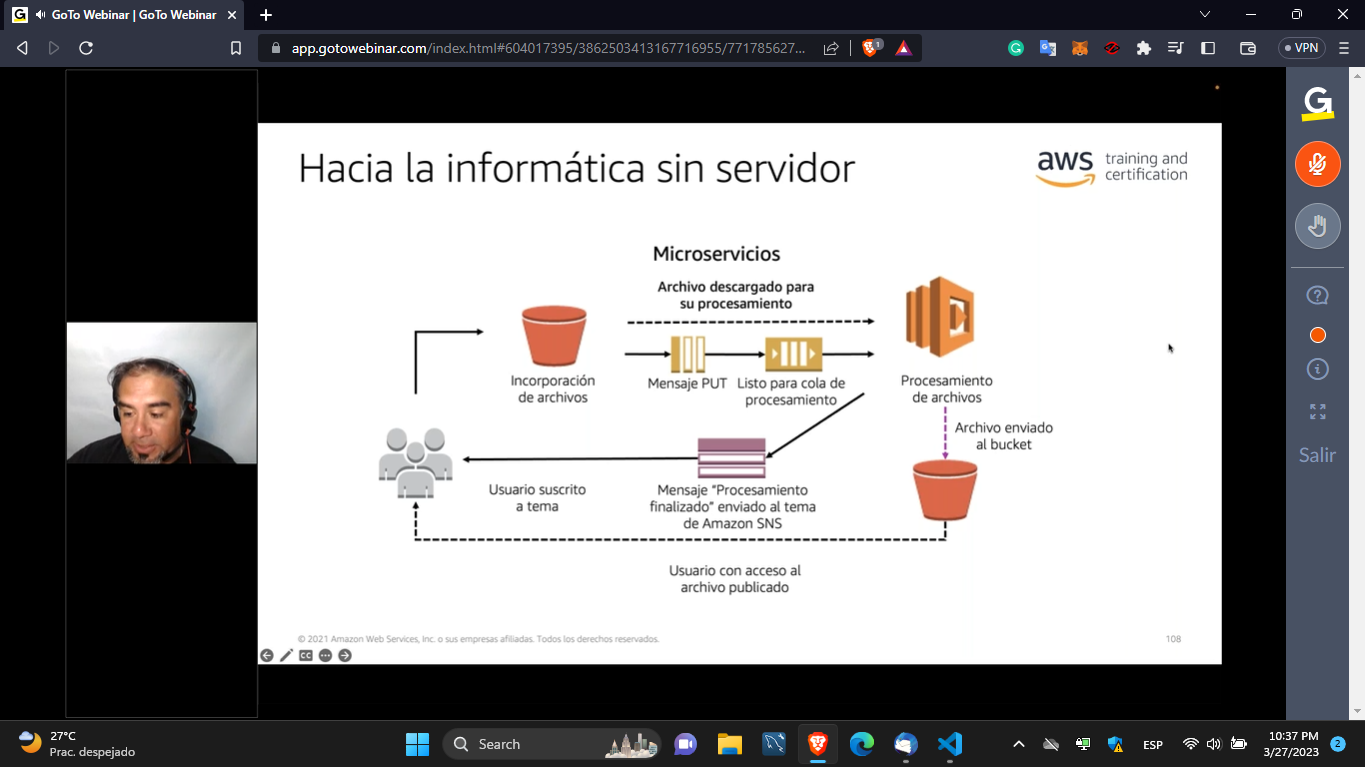 GoTo Webinar | GoTo Webinar
app.gotowebinar.com/index.html#604017395/3862503413167716955/771785627...
1
VPN
Hacia la informática sin servidor
aws training and
certification
Microservicios
Archivo descargado para
su procesamiento
Incorporación
de archivos
Mensaje PUT
Listo para cola de
procesamiento
Procesamiento
de archivos
Archivo enviado
al bucket
Usuario suscrito
a tema
Mensaje “Procesamiento
finalizado” enviado al tema
de Amazon SNS
Usuario con acceso al
archivo publicado
© 2021 Amazon Web Services, Inc. o sus empresas afiliadas. Todos los derechos reservados.
108
CC
G
Salir
27°C
Prac. despejado
Search
ESP
10:37 PM
3/27/2023
2